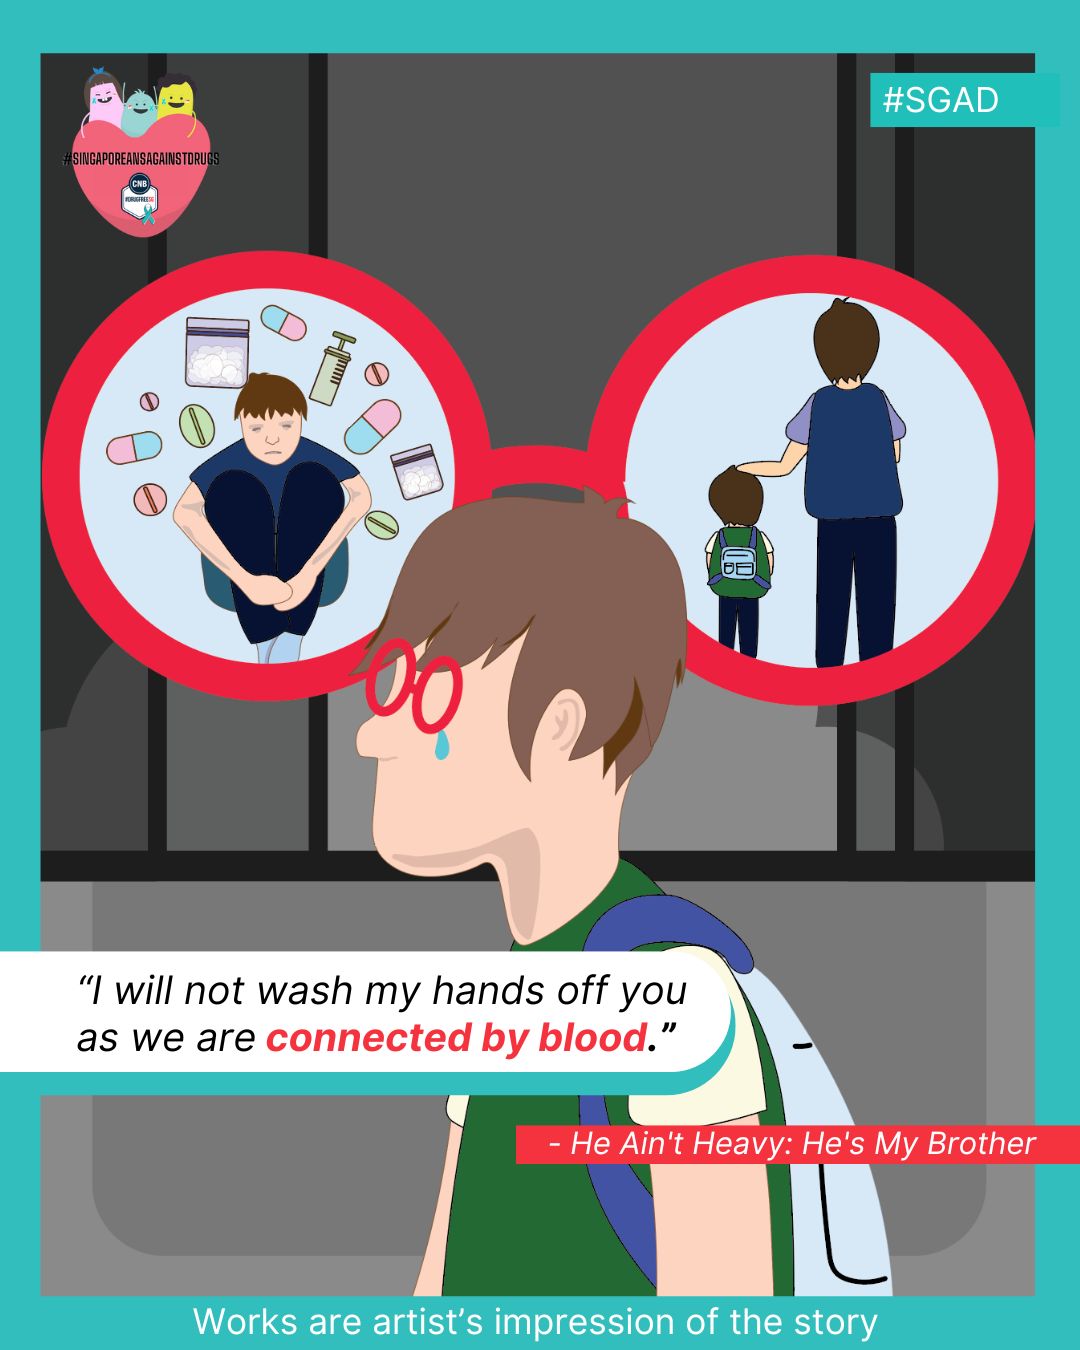 #SGAD
#SINGAPOREANSAGAINSTDRUGS
CNB
#DRUGFREESG
“I will not wash my hands off you
as we are connected by blood.”
- He Ain't Heavy: He's My Brother
Works are artist’s impression of the story